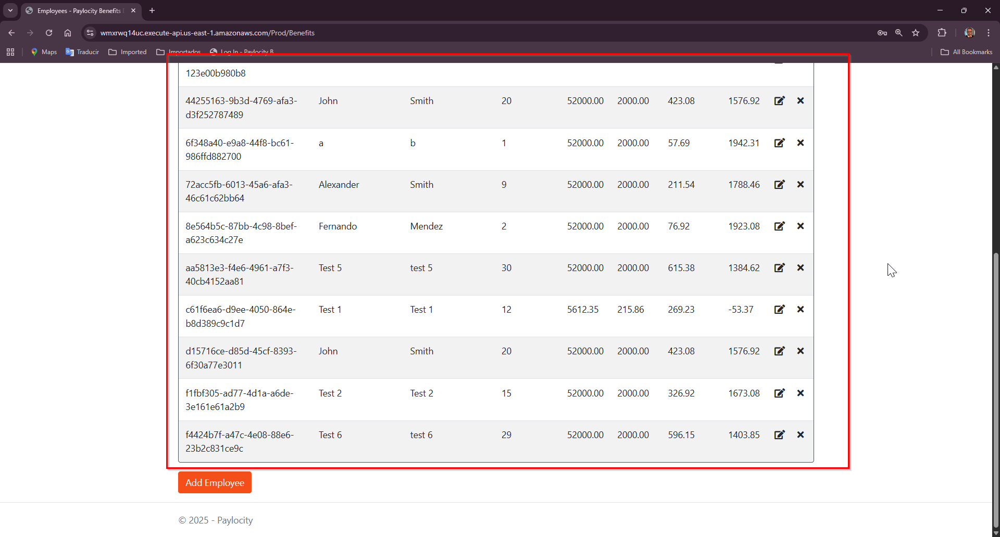 Employees - Paylocity Benefits
wmxrwq14uc.execute-api.us-east-1.amazonaws.com/Prod/Benefits
Maps Traducir Imported Importados Log In - Paylocity B All Bookmarks
123e00b980b8
44255163-9b3d-4769-afa3- John Smith 20 52000.00 2000.00 423.08 1576.92
d3f252787489
6f348a40-e9a8-44f8-bc61- a b 1 52000.00 2000.00 57.69 1942.31
986ffd882700
72acc5fb-6013-45a6-afa3- Alexander Smith 9 52000.00 2000.00 211.54 1788.46
46c61c62bb64
8e564b5c-87bb-4c98-8bef- Fernando Mendez 2 52000.00 2000.00 76.92 1923.08
a623c634c27e
aa5813e3-f4e6-4961-a7f3- Test 5 test 5 30 52000.00 2000.00 615.38 1384.62
40cb4152aa81
c61f6ea6-d9ee-4050-864e- Test 1 Test 1 12 5612.35 215.86 269.23 -53.37
b8d389c9c1d7
d15716ce-d85d-45cf-8393- John Smith 20 52000.00 2000.00 423.08 1576.92
6f30a77e3011
f1fbf305-ad77-4d1a-a6de- Test 2 Test 2 15 52000.00 2000.00 326.92 1673.08
3e161e61a2b9
f4424b7f-a47c-4e08-88e6- Test 6 test 6 29 52000.00 2000.00 596.15 1403.85
23b2c831ce9c
Add Employee
© 2025 - Paylocity